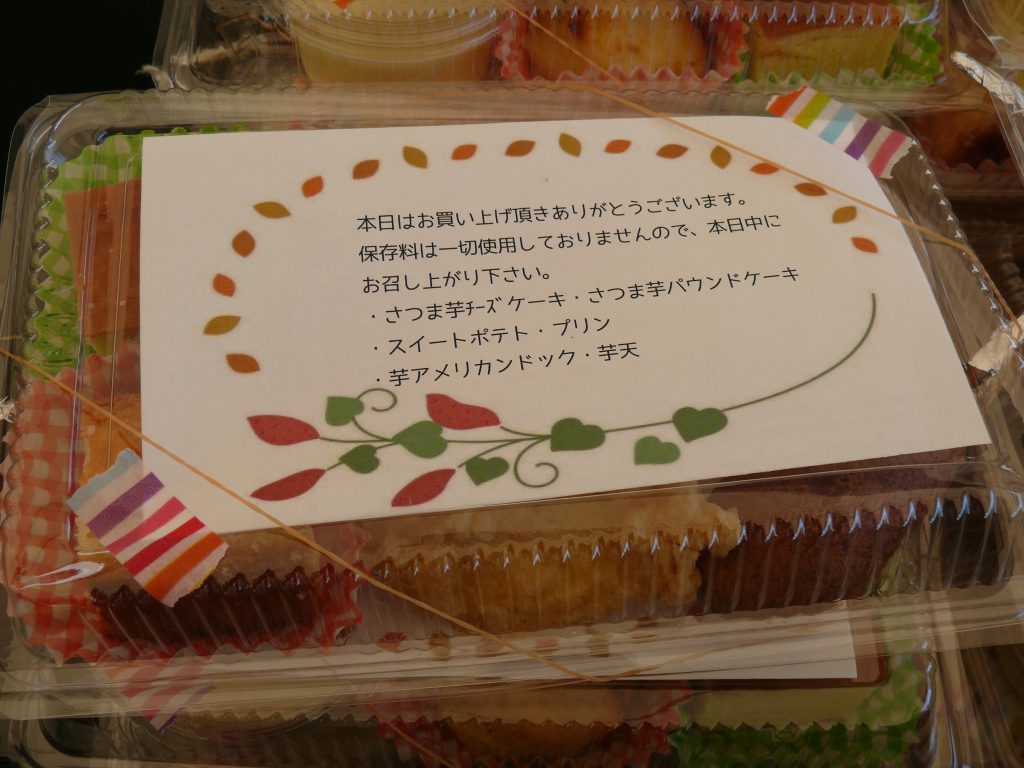 本日はお買い上げ頂きありがとうございます。
保存料は一切使用しておりませんので、本日中に
お召し上がり下さい。
・さつま芋ﾁｰｽﾞケーキ・さつま芋パウンドケーキ
・スイートポテト・プリン
・芋アメリカンドック・芋天